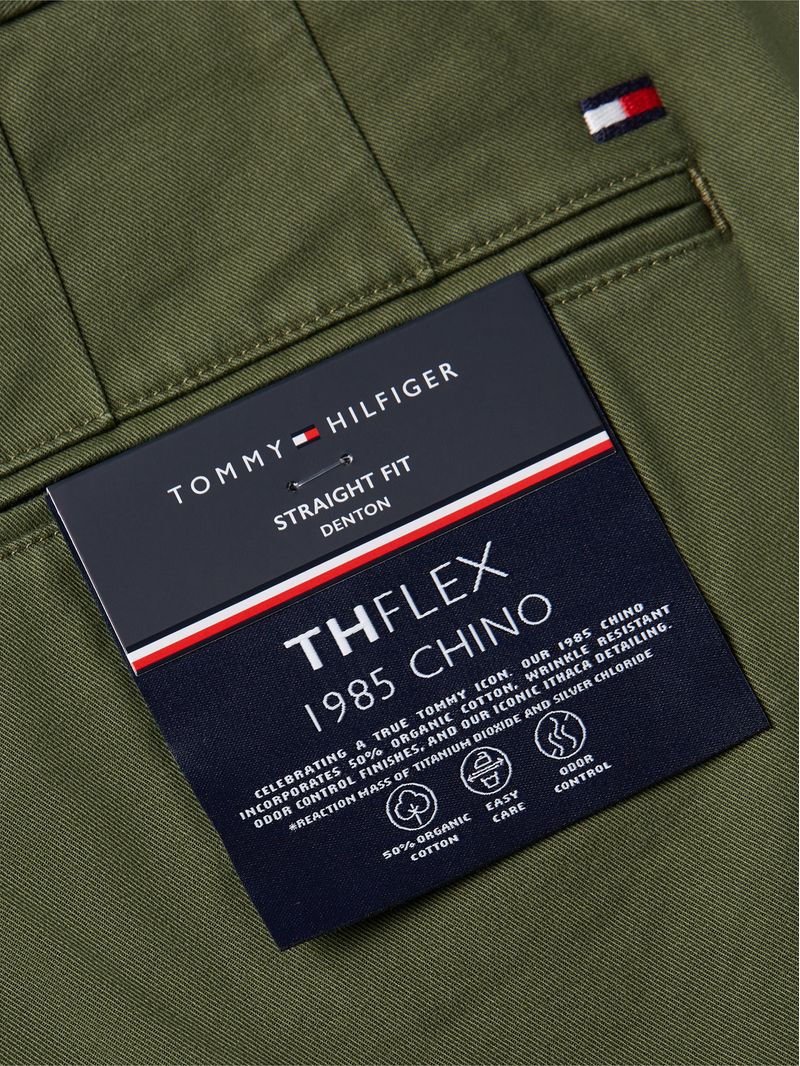 TOMMY HILFIGER
STRAIGHT FIT
DENTON
THFLEX
1985 CHINO
CELEBRATING A TRUE TOMMY ICON. OUR 1985 CHINO
INCORPORATES 50% ORGANIC COTTON, WRINKLE RESISTANT
ODOR CONTROL FINISHES, AND OUR ICONIC ITHACA DETAILING.
*REACTION MASS OF TITANIUM DIOXIDE AND SILVER CHLORIDE
50% ORGANIC
COTTON
EASY
CARE
ODOR
CONTROL